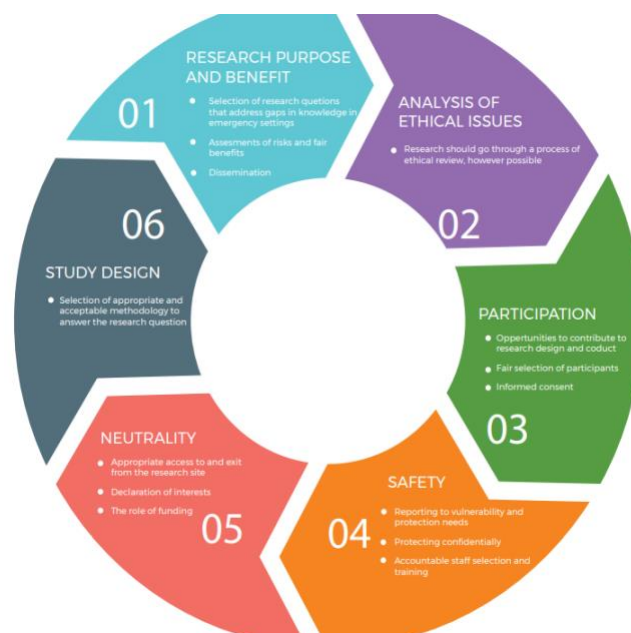 RESEARCH PURPOSE
AND BENEFIT
01
Selection of research quetions
that address gaps in knowledge in
emergency settings
Assesments of risks and fair
benefits
Dissemination
ANALYSIS OF
ETHICAL ISSUES
Research should go through a process of
ethical review, however possible
02
PARTICIPATION
Oppertunities to contribute to
research design and coduct
Fair selection of participants
Informed consent
03
SAFETY
Reporting to vulnerability and
protection needs
Protecting confidentially
Accountable staff selection and
training
04
NEUTRALITY
Appropriate access to and exit
from the research site
Declaration of interests
The role of funding
05
06
STUDY DESIGN
Selection of appropriate and
acceptable methodology to
answer the research question